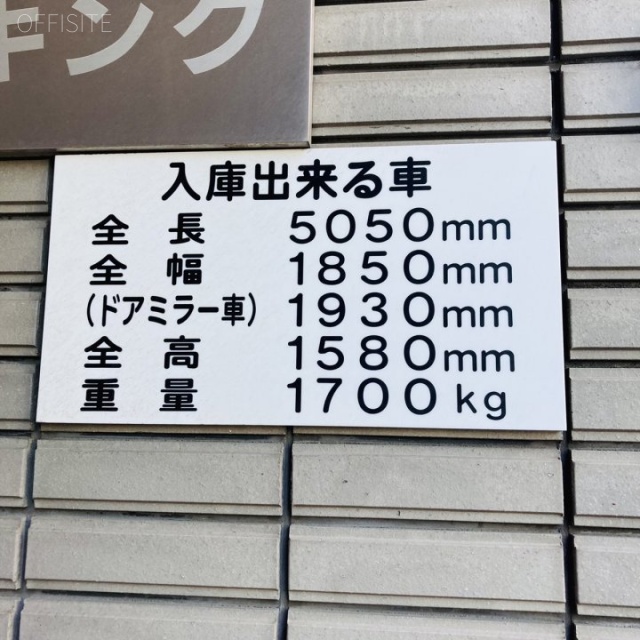 OFFISITE
キング
入庫出来る車
全長 5050mm
全幅 1850mm
(ドアミラー車) 1930mm
全高 1580mm
重量 1700kg